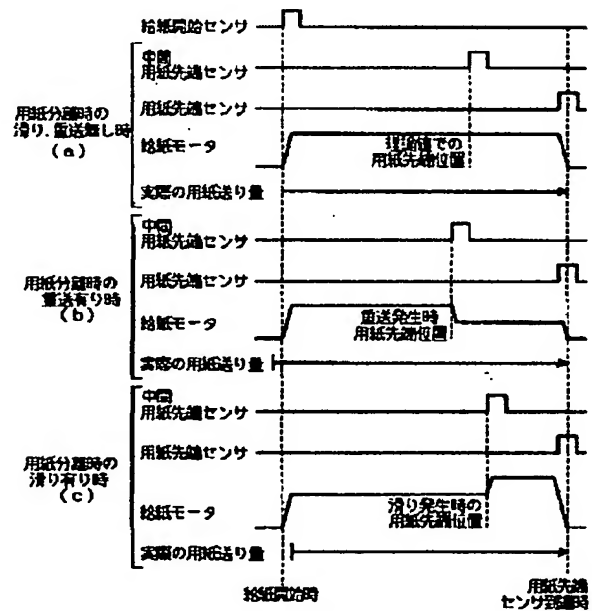 給紙開始センサ
中間
用紙先端センサ
用紙先端センサ
用紙分離時の
滑り、重送無し時
(a)
給紙モータ
理論値での
用紙先端位置
実際の用紙送り量
中間
用紙先端センサ
用紙先端センサ
用紙分離時の
重送有り時
(b)
給紙モータ
重送発生時
用紙先端位置
実際の用紙送り量
中間
用紙先端センサ
用紙先端センサ
用紙分離時の
滑り有り時
(c)
給紙モータ
滑り発生時の
用紙先端位置
実際の用紙送り量
給紙開始時
用紙先端
センサ到達時